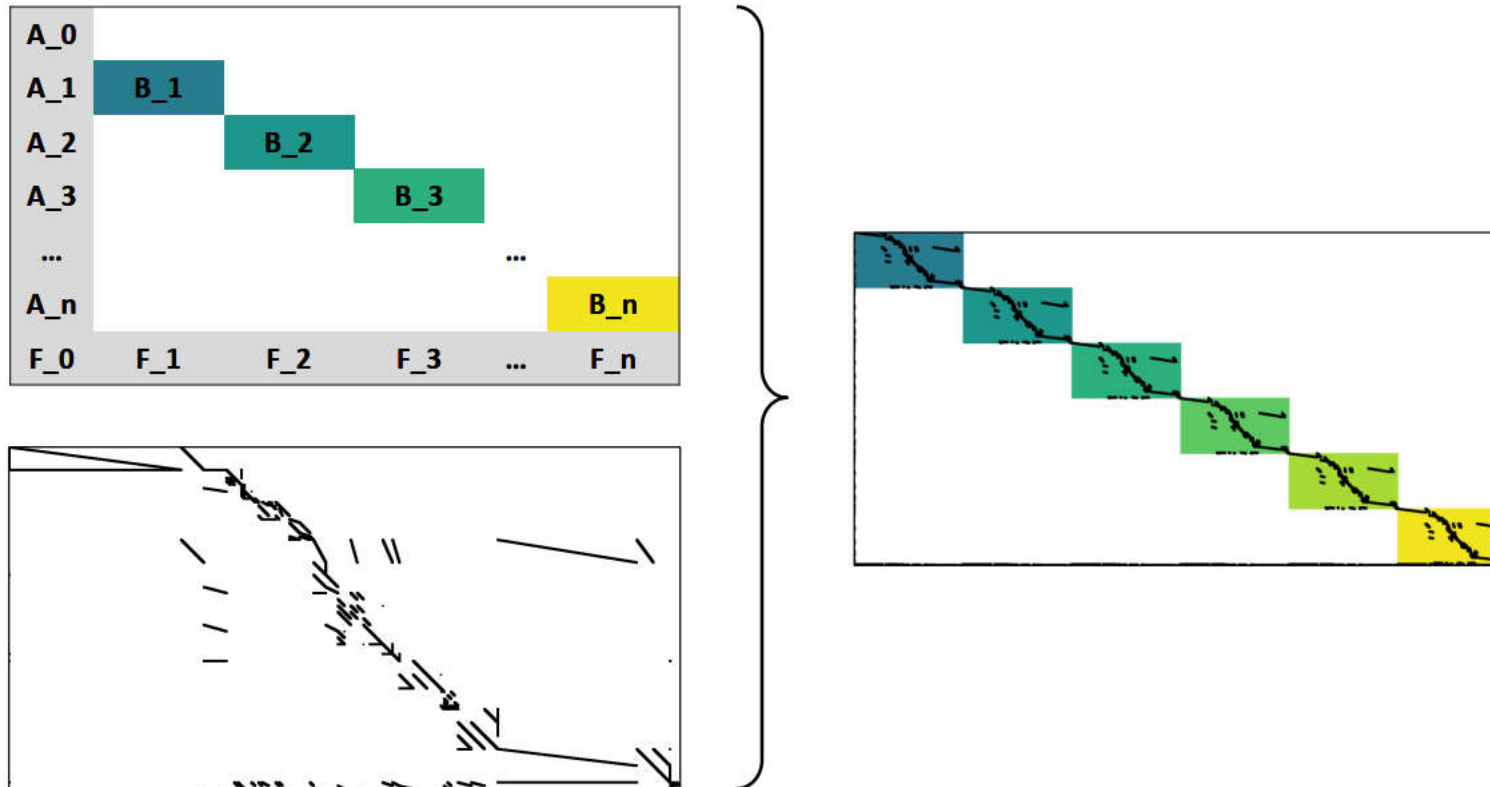 A_0
A_1 B_1
A_2 B_2
A_3 B_3
... ...
A_n B_n
F_0 F_1 F_2 F_3 ... F_n